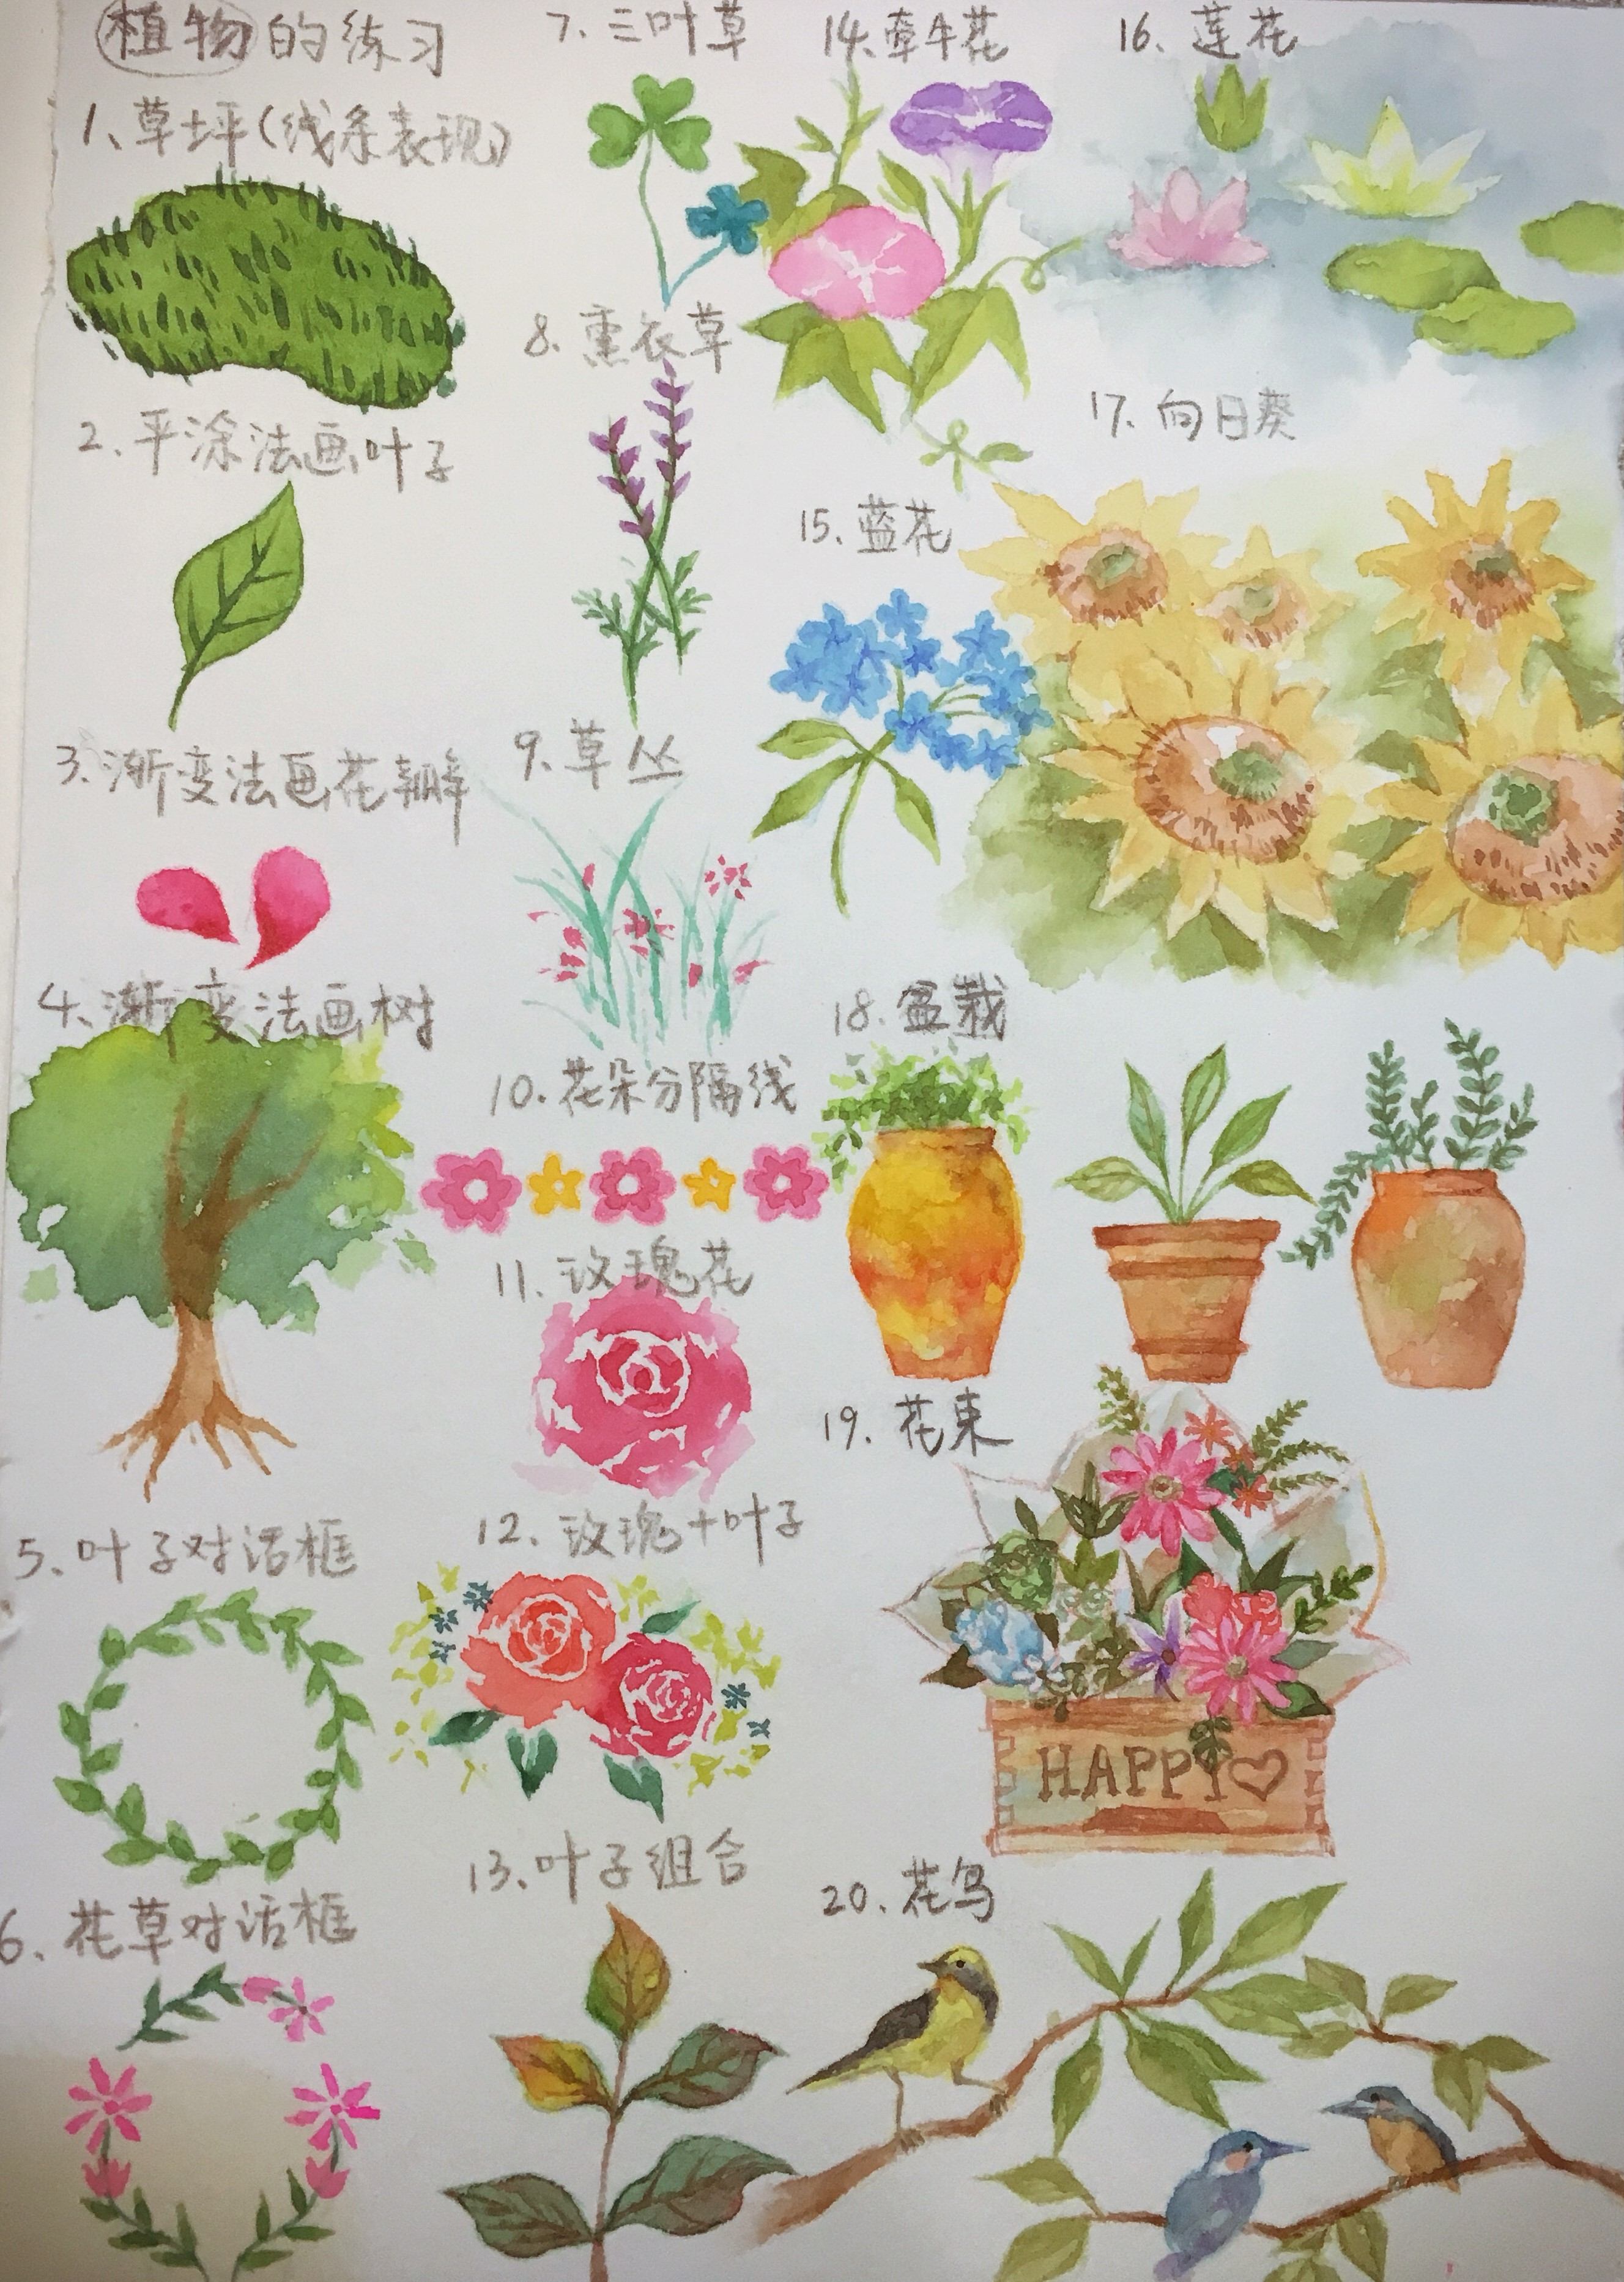 植物的练习
1、草坪(线条表现)
2、平涂法画叶子
3、渐变法画花瓣
4、渐变法画树
5、叶子对话框
6、花草对话框
7、三叶草
8、薰衣草
9、草丛
10、花朵分隔线
11、玫瑰花
12、玫瑰+叶子
13、叶子组合
14、牵牛花
15、蓝花
16、莲花
17、向日葵
18、盆栽
19、花束
HAPPY♡
20、花鸟